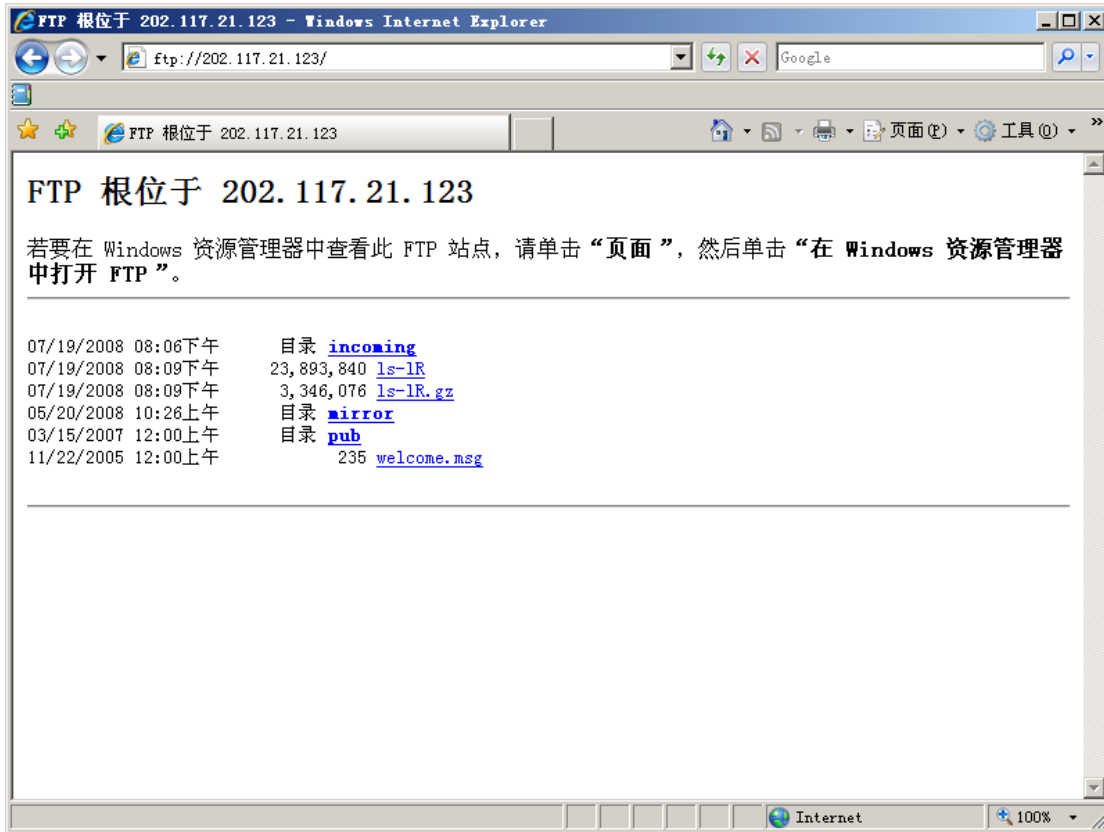 FTP 根位于 202.117.21.123 - Windows Internet Explorer
ftp://202.117.21.123/ Google
FTP 根位于 202.117.21.123 页面(P) 工具(O) »
FTP 根位于 202.117.21.123
若要在 Windows 资源管理器中查看此 FTP 站点，请单击“页面”，然后单击“在 Windows 资源管理器
中打开 FTP”。
07/19/2008 08:06下午 目录 incoming
07/19/2008 08:09下午 23,893,840 ls-lR
07/19/2008 08:09下午 3,346,076 ls-lR.gz
05/20/2008 10:26上午 目录 mirror
03/15/2007 12:00上午 目录 pub
11/22/2005 12:00上午 235 welcome.msg
Internet 100%